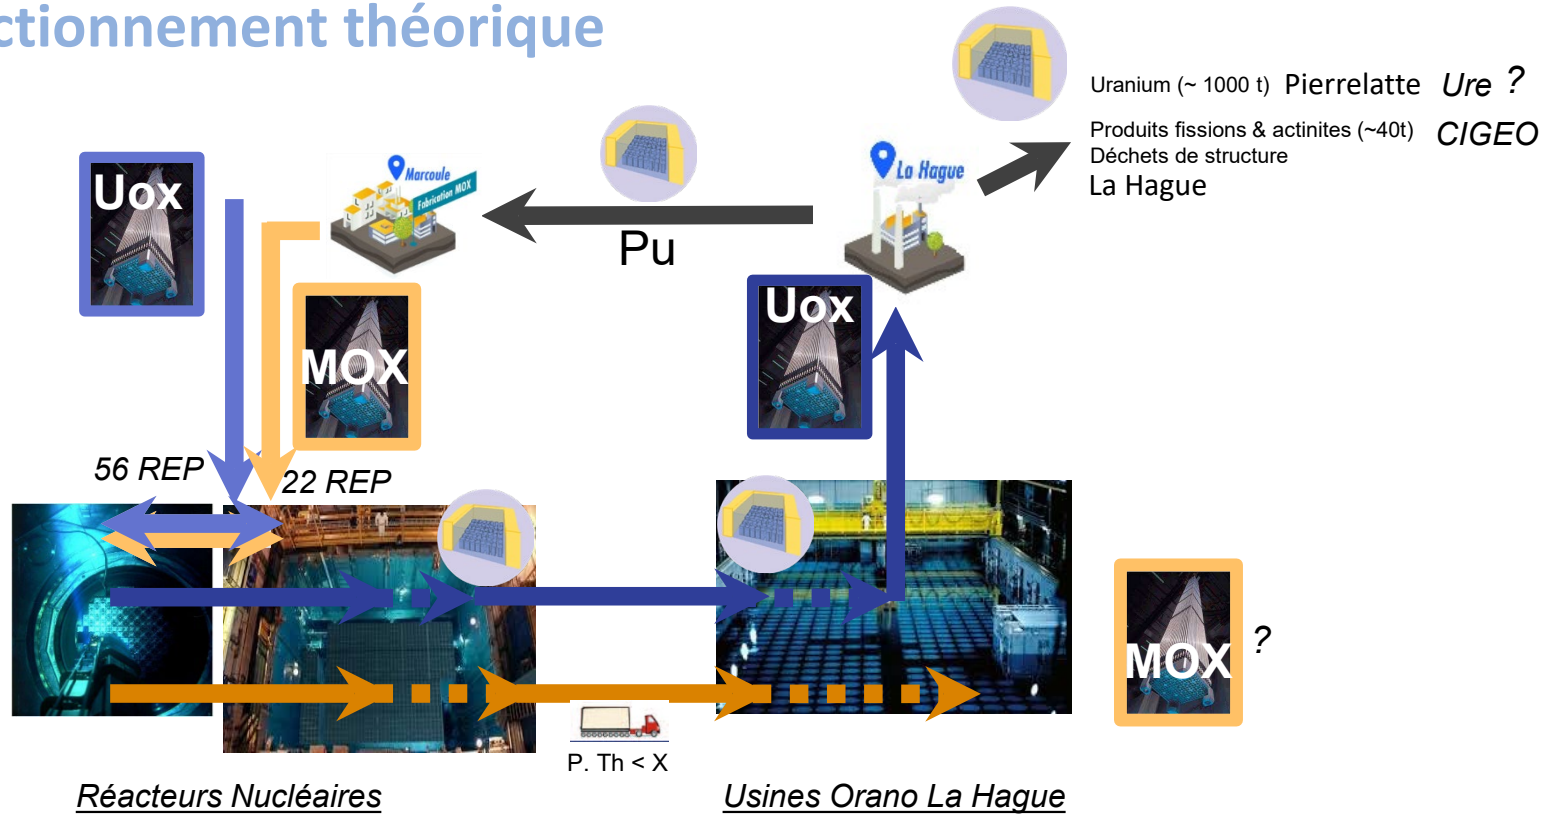 ctionnement théorique
Uranium (~ 1000 t) Pierrelatte Ure ?
Produits fissions & actinites (~40t) CIGEO
Déchets de structure
La Hague
Uox
Marcoule
Fabrication MOX
La Hague
Pu
Uox
MOX
56 REP
22 REP
MOX
?
P. Th < X
Réacteurs Nucléaires
Usines Orano La Hague